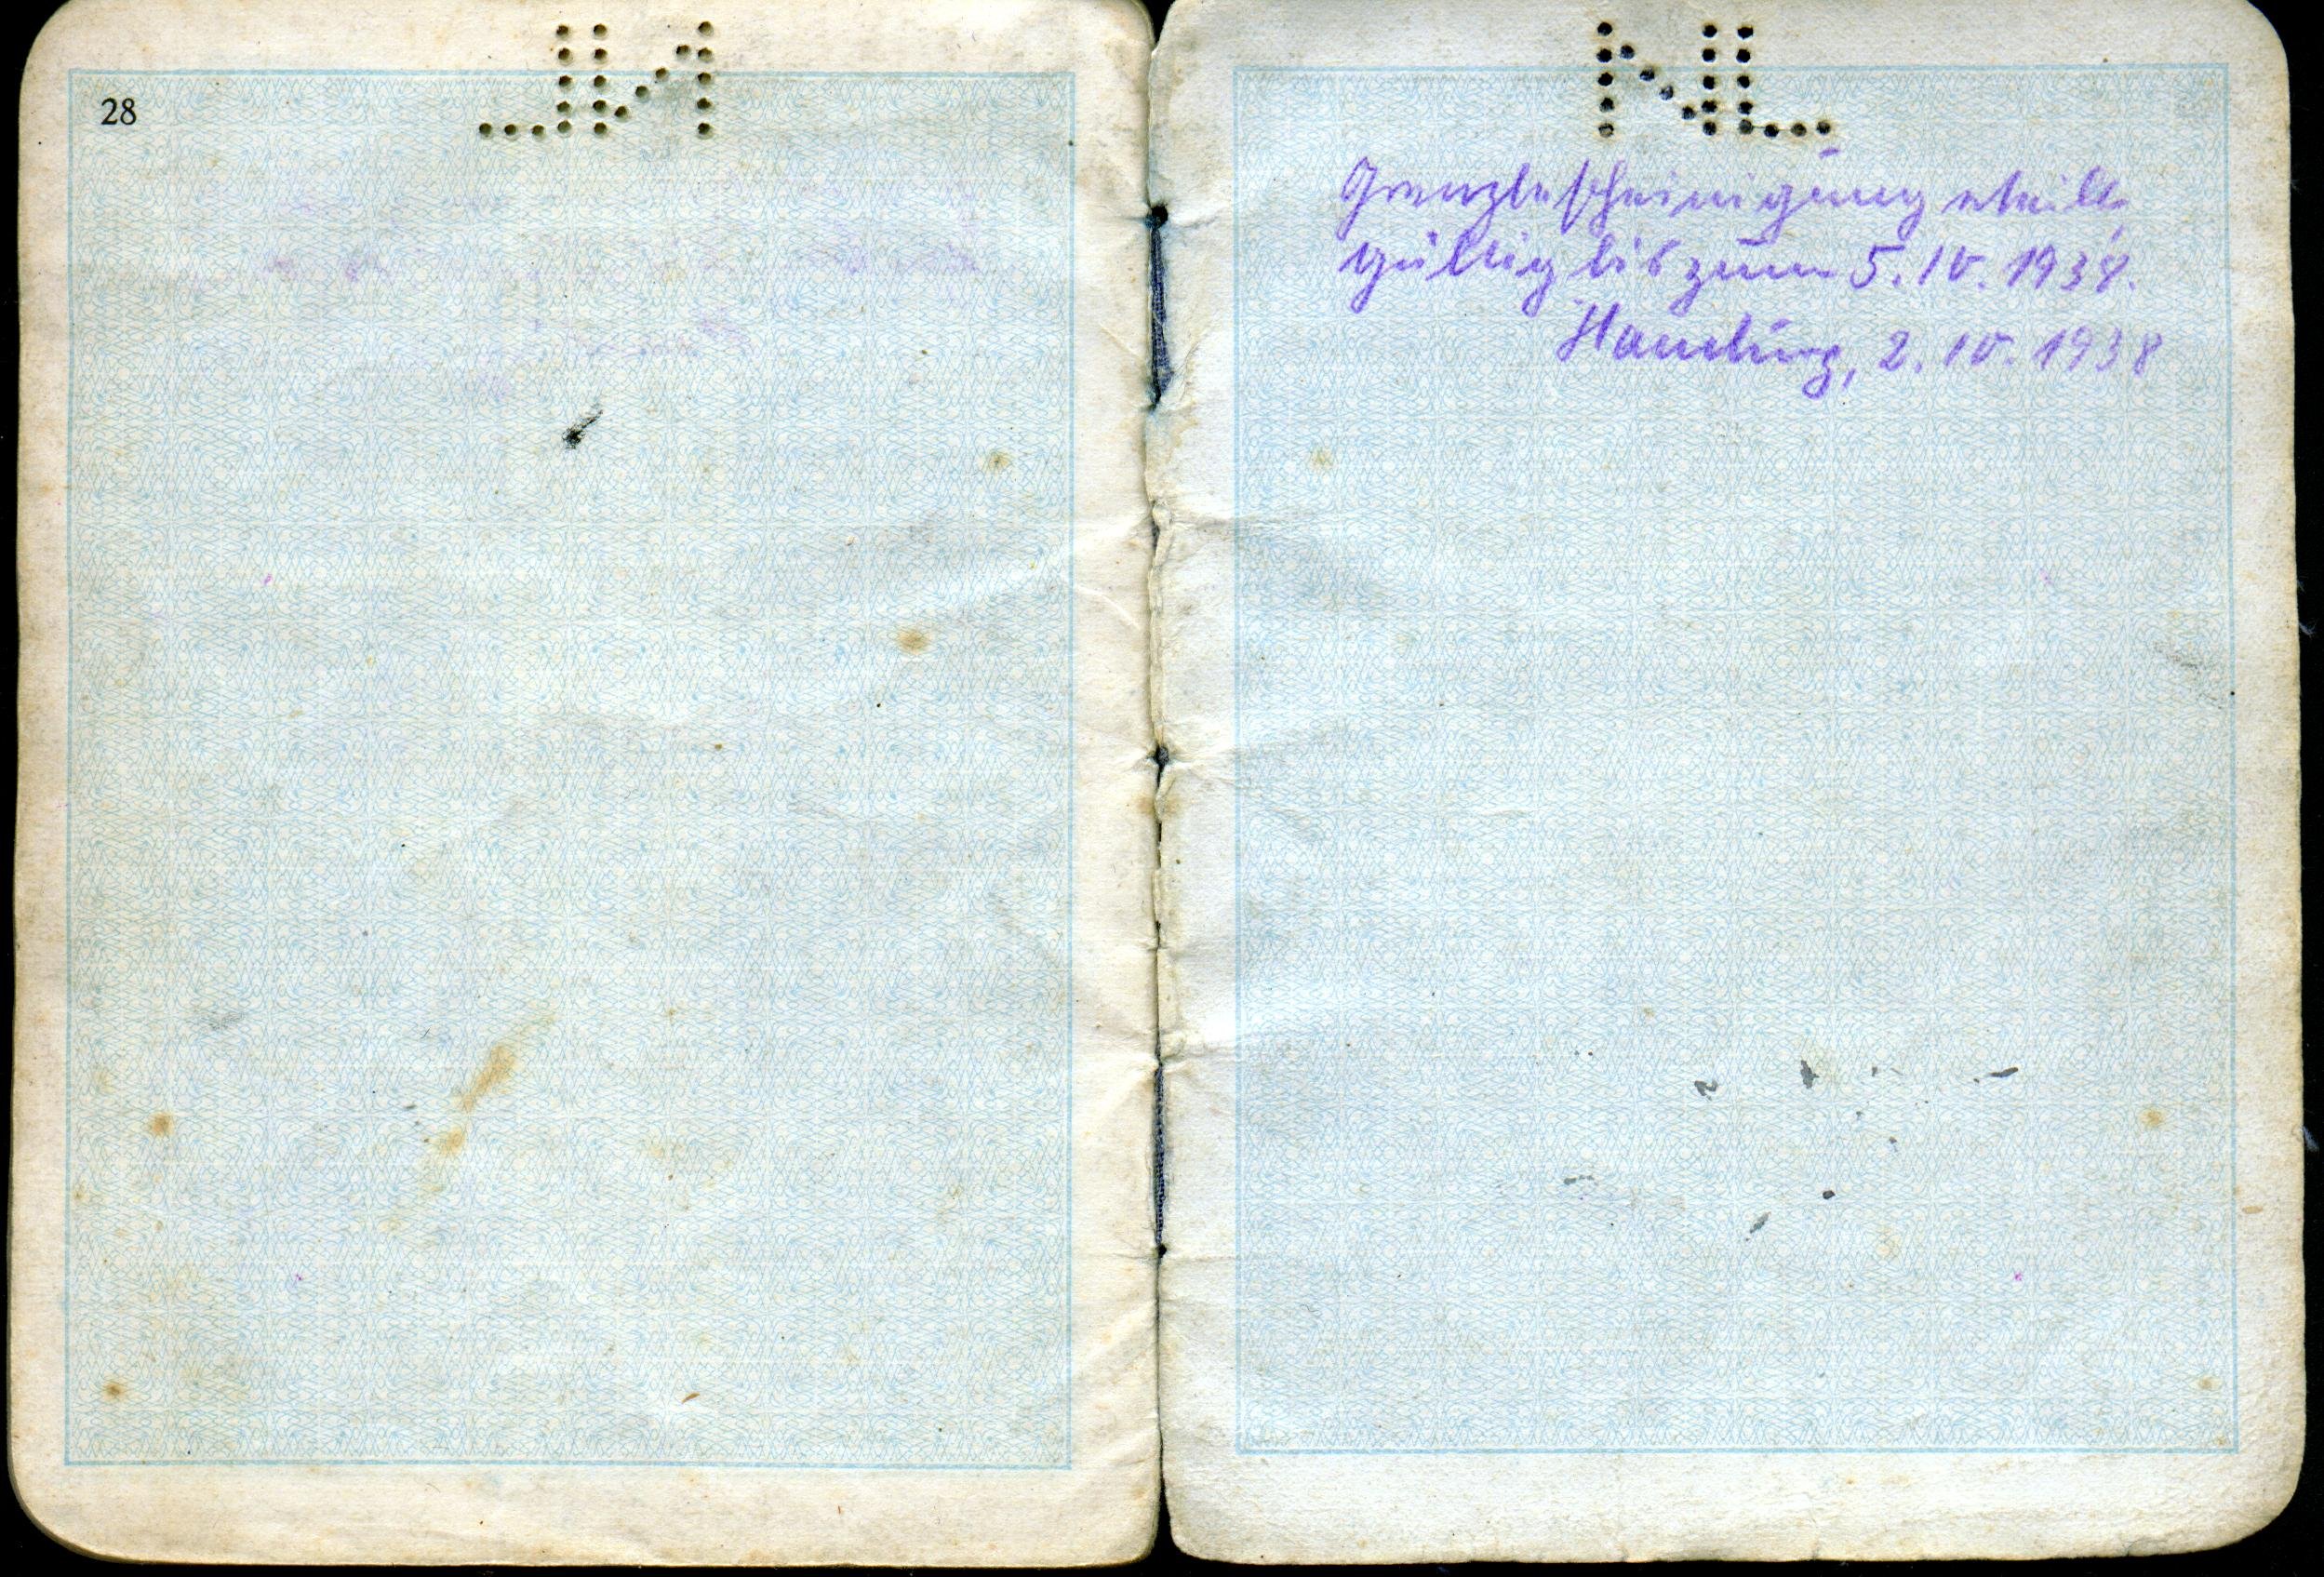 28
NL
Grenzbescheinigung erteilt,
gültig bis zum 5.10.1938.
Hamburg, 2.10.1938